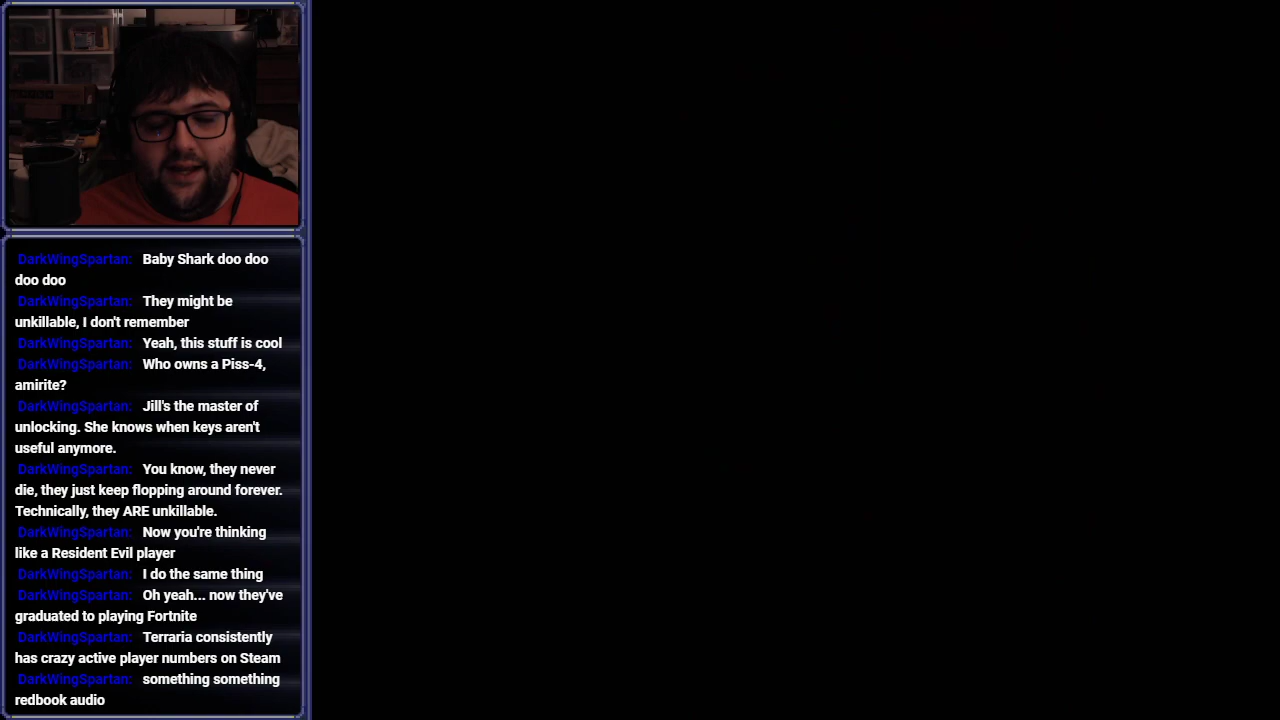 DarkWingSpartan: Baby Shark doo doo
doo doo
DarkWingSpartan: They might be
unkillable, I don't remember
DarkWingSpartan: Yeah, this stuff is cool
DarkWingSpartan: Who owns a Piss-4,
amirite?
DarkWingSpartan: Jill's the master of
unlocking. She knows when keys aren't
useful anymore.
DarkWingSpartan: You know, they never
die, they just keep flopping around forever.
Technically, they ARE unkillable.
DarkWingSpartan: Now you're thinking
like a Resident Evil player
DarkWingSpartan: I do the same thing
DarkWingSpartan: Oh yeah... now they've
graduated to playing Fortnite
DarkWingSpartan: Terraria consistently
has crazy active player numbers on Steam
DarkWingSpartan: something something
redbook audio